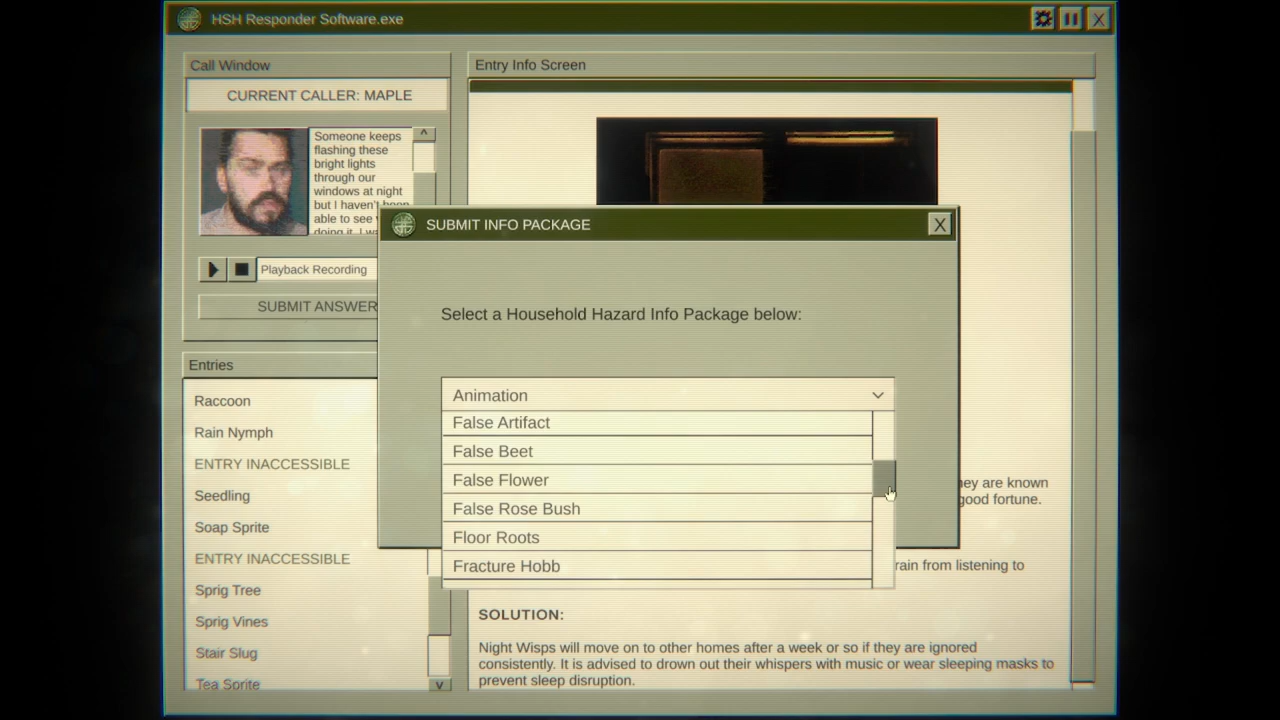 HSH Responder Software.exe
X
Call Window
CURRENT CALLER: MAPLE
Someone keeps
flashing these
bright lights
through our
windows at night
but I haven't been
able to see
doing it. I
Playback Recording
SUBMIT ANSWER
Entries
Raccoon
Rain Nymph
ENTRY INACCESSIBLE
Seedling
Soap Sprite
ENTRY INACCESSIBLE
Sprig Tree
Sprig Vines
Stair Slug
Tea Sprite
Entry Info Screen
SUBMIT INFO PACKAGE
X
Select a Household Hazard Info Package below:
Animation
False Artifact
False Beet
False Flower
False Rose Bush
Floor Roots
Fracture Hobb
hey are known
good fortune.
rain from listening to
SOLUTION:
Night Wisps will move on to other homes after a week or so if they are ignored
consistently. It is advised to drown out their whispers with music or wear sleeping masks to
prevent sleep disruption.